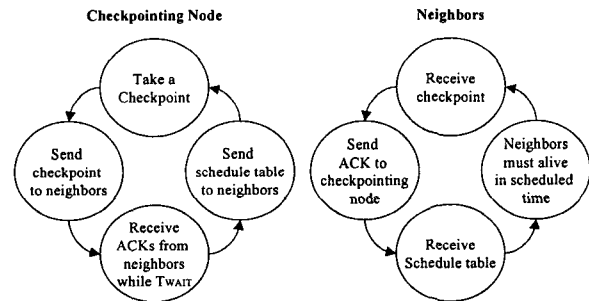 Checkpointing Node
Take a
Checkpoint
Send
checkpoint
to neighbors
Send
schedule table
to neighbors
Receive
ACKs from
neighbors
while TWAIT
Neighbors
Receive
checkpoint
Send
ACK to
checkpointing
node
Neighbors
must alive
in scheduled
time
Receive
Schedule table